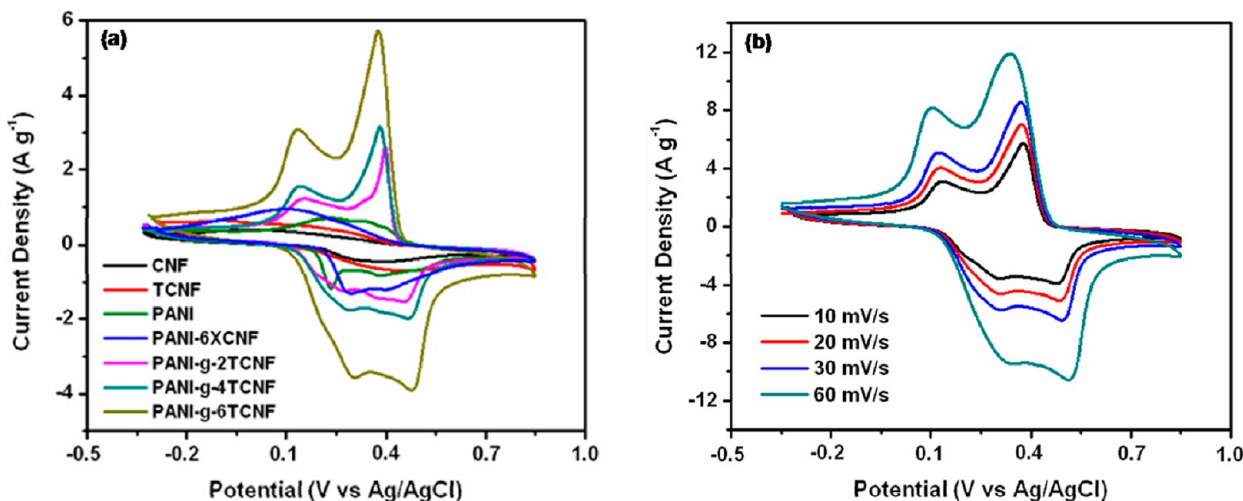 (a)
Current Density (A g⁻¹)
6
4
2
0
-2
-4
CNF
TCNF
PANI
PANI-6XCNF
PANI-g-2TCNF
PANI-g-4TCNF
PANI-g-6TCNF
-0.5 -0.2 0.1 0.4 0.7 1.0
Potential (V vs Ag/AgCl)
(b)
Current Density (A g⁻¹)
12
8
4
0
-4
-8
-12
10 mV/s
20 mV/s
30 mV/s
60 mV/s
-0.5 -0.2 0.1 0.4 0.7 1.0
Potential (V vs Ag/AgCl)